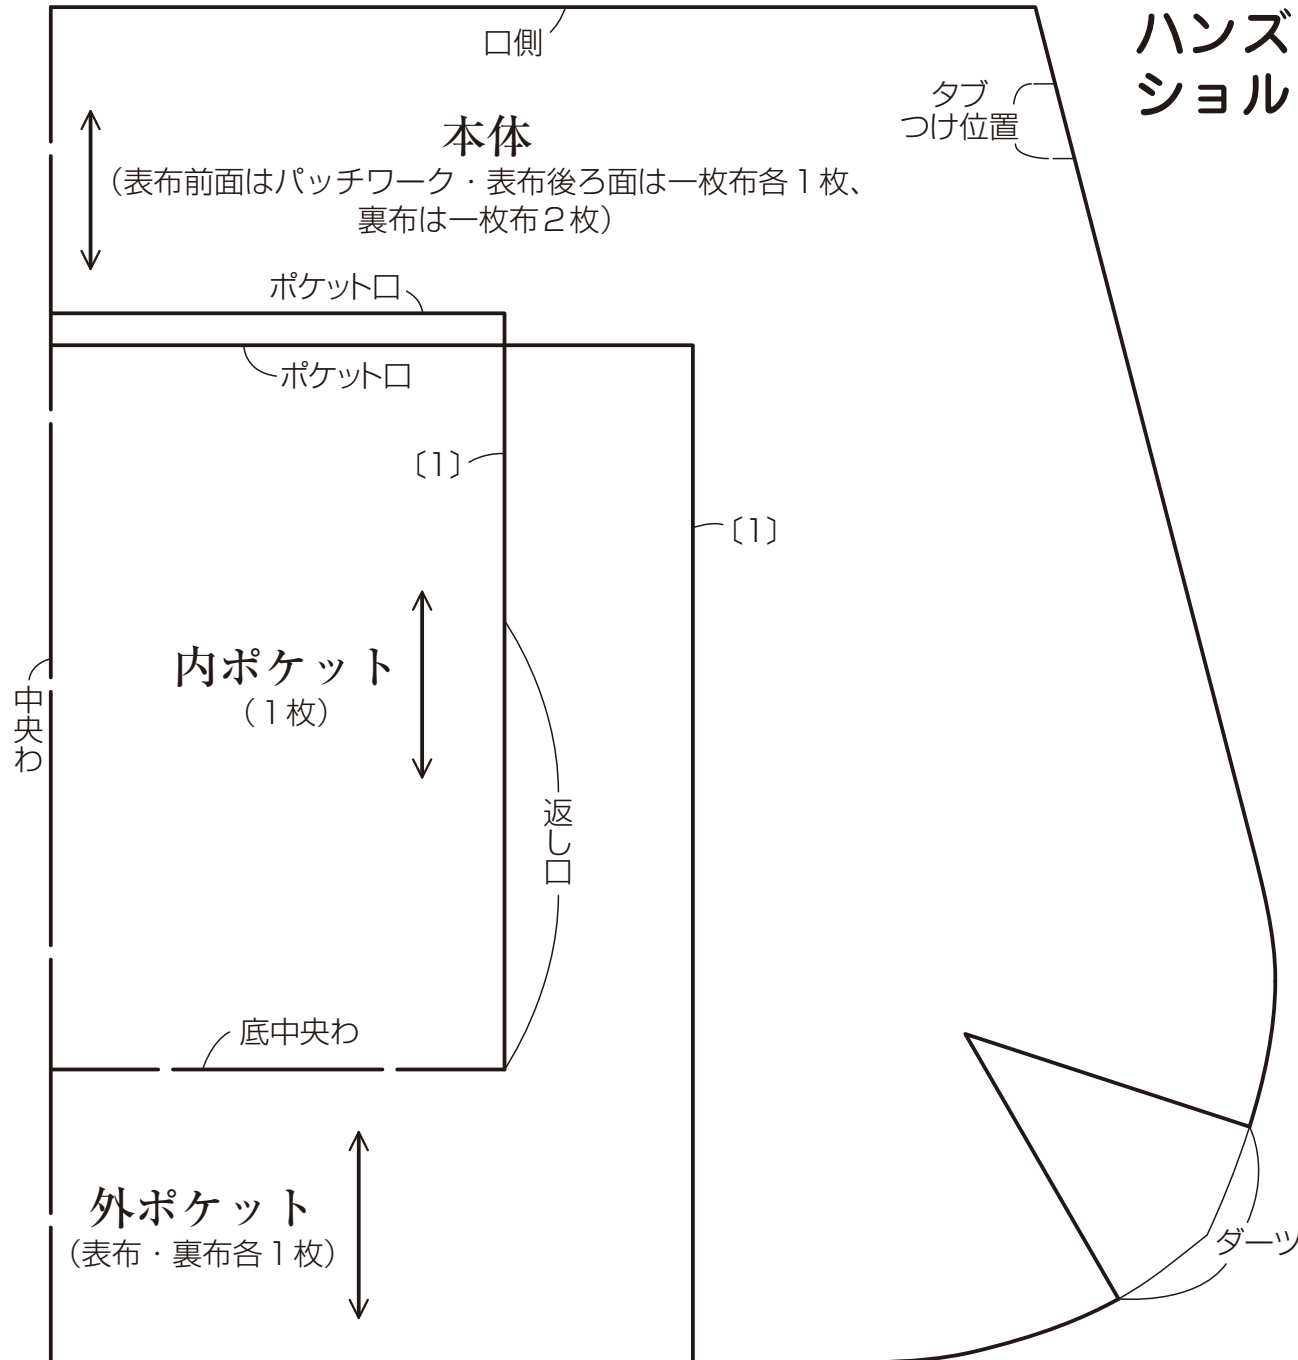 ハンズ
ショル
口側
タブ
つけ位置
本体
（表布前面はパッチワーク・表布後ろ面は一枚布各１枚、
裏布は一枚布２枚）
ポケット口
ポケット口
〔1〕
〔1〕
内ポケット
（１枚）
中央わ
返し口
底中央わ
外ポケット
（表布・裏布各１枚）
ダーツ